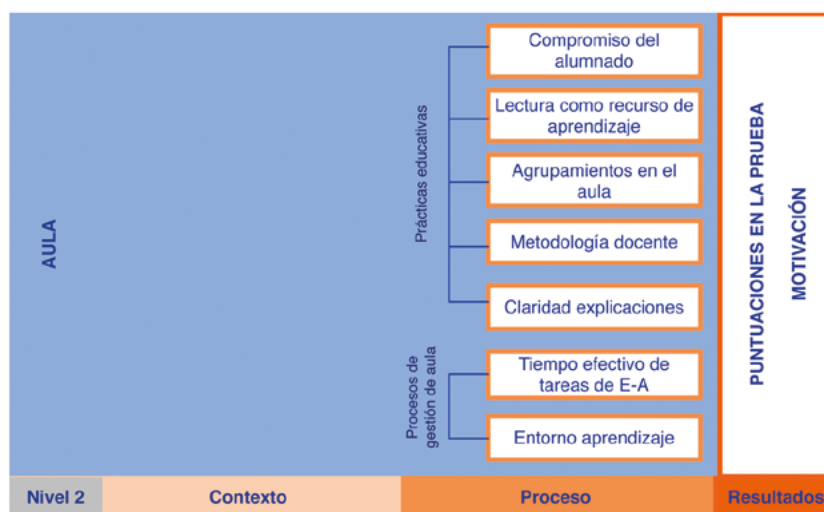 AULA
Prácticas educativas
Compromiso del
alumnado
Lectura como recurso de
aprendizaje
Agrupamientos en el
aula
Metodología docente
Claridad explicaciones
Procesos de
gestión de aula
Tiempo efectivo de
tareas de E-A
Entorno aprendizaje
PUNTUACIONES EN LA PRUEBA
MOTIVACIÓN
Nivel 2
Contexto
Proceso
Resultados